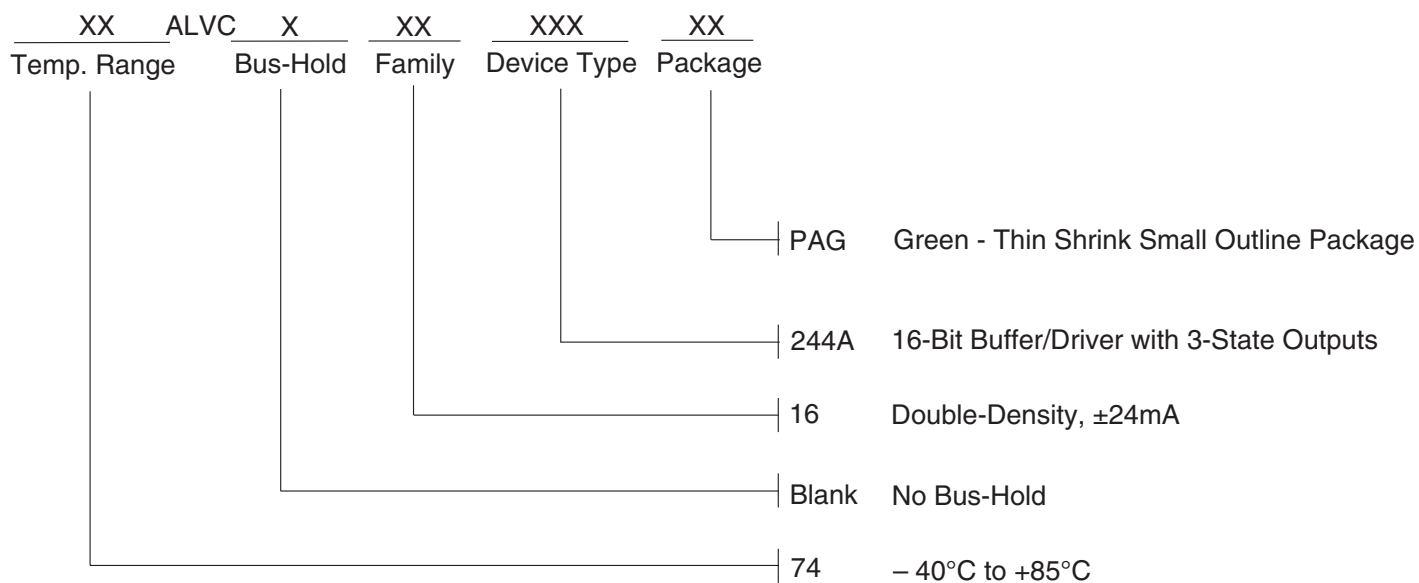 XX ALVC X XX XXX XX
Temp. Range Bus-Hold Family Device Type Package
PAG Green - Thin Shrink Small Outline Package
244A 16-Bit Buffer/Driver with 3-State Outputs
16 Double-Density, ±24mA
Blank No Bus-Hold
74 – 40°C to +85°C